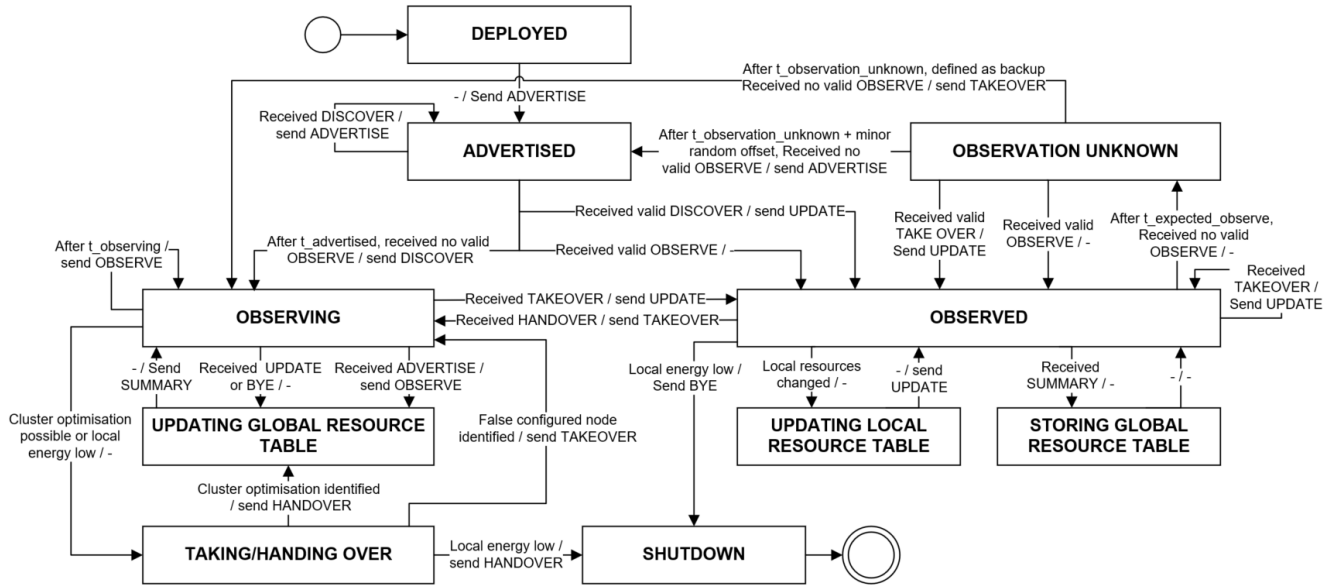 DEPLOYED
After t_observation_unknown, defined as backup
Received no valid OBSERVE / send TAKEOVER
- / Send ADVERTISE
Received DISCOVER /
send ADVERTISE
ADVERTISED
After t_observation_unknown + minor
random offset, Received no
valid OBSERVE / send ADVERTISE
OBSERVATION UNKNOWN
Received valid DISCOVER / send UPDATE
Received valid
TAKE OVER /
Send UPDATE
Received valid
OBSERVE / -
After t_expected_observe,
Received no valid
OBSERVE / -
After t_observing /
send OBSERVE
After t_advertised, received no valid
OBSERVE / send DISCOVER
Received valid OBSERVE / -
Received
TAKEOVER /
Send UPDATE
OBSERVING
Received TAKEOVER / send UPDATE
Received HANDOVER / send TAKEOVER
OBSERVED
- / Send
SUMMARY
Received UPDATE
or BYE / -
Received ADVERTISE /
send OBSERVE
Local energy low /
Send BYE
Local resources
changed / -
- / send
UPDATE
Received
SUMMARY / -
- / -
Cluster optimisation
possible or local
energy low / -
UPDATING GLOBAL RESOURCE
TABLE
False configured node
identified / send TAKEOVER
UPDATING LOCAL
RESOURCE TABLE
STORING GLOBAL
RESOURCE TABLE
Cluster optimisation identified
/ send HANDOVER
TAKING/HANDING OVER
Local energy low /
send HANDOVER
SHUTDOWN